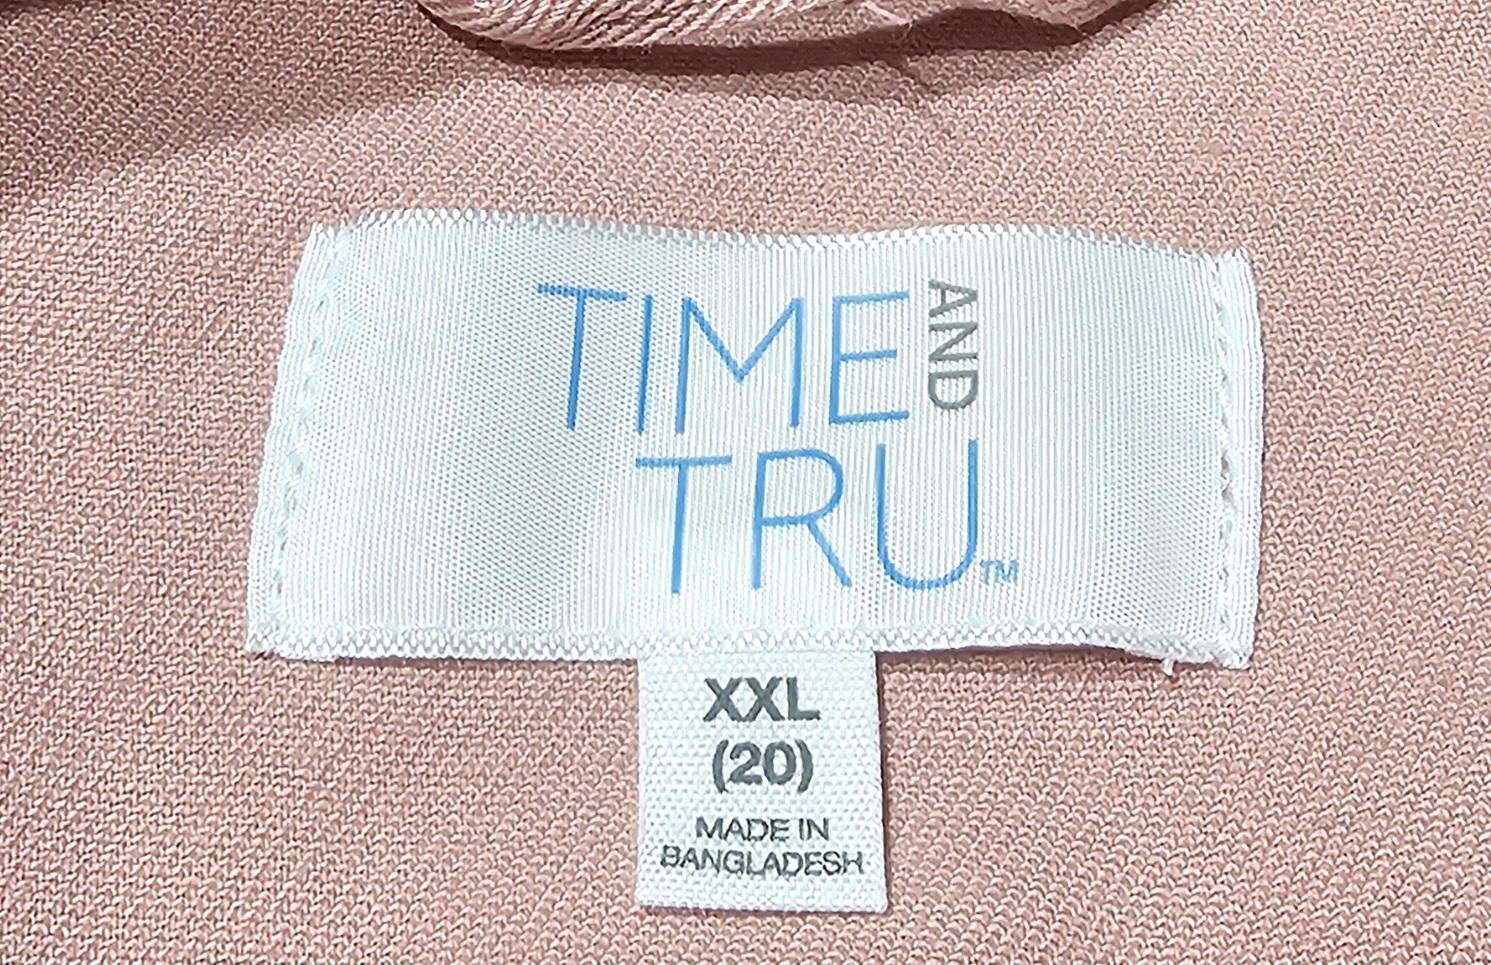 TIME AND
TRU™
XXL
(20)
MADE IN
BANGLADESH